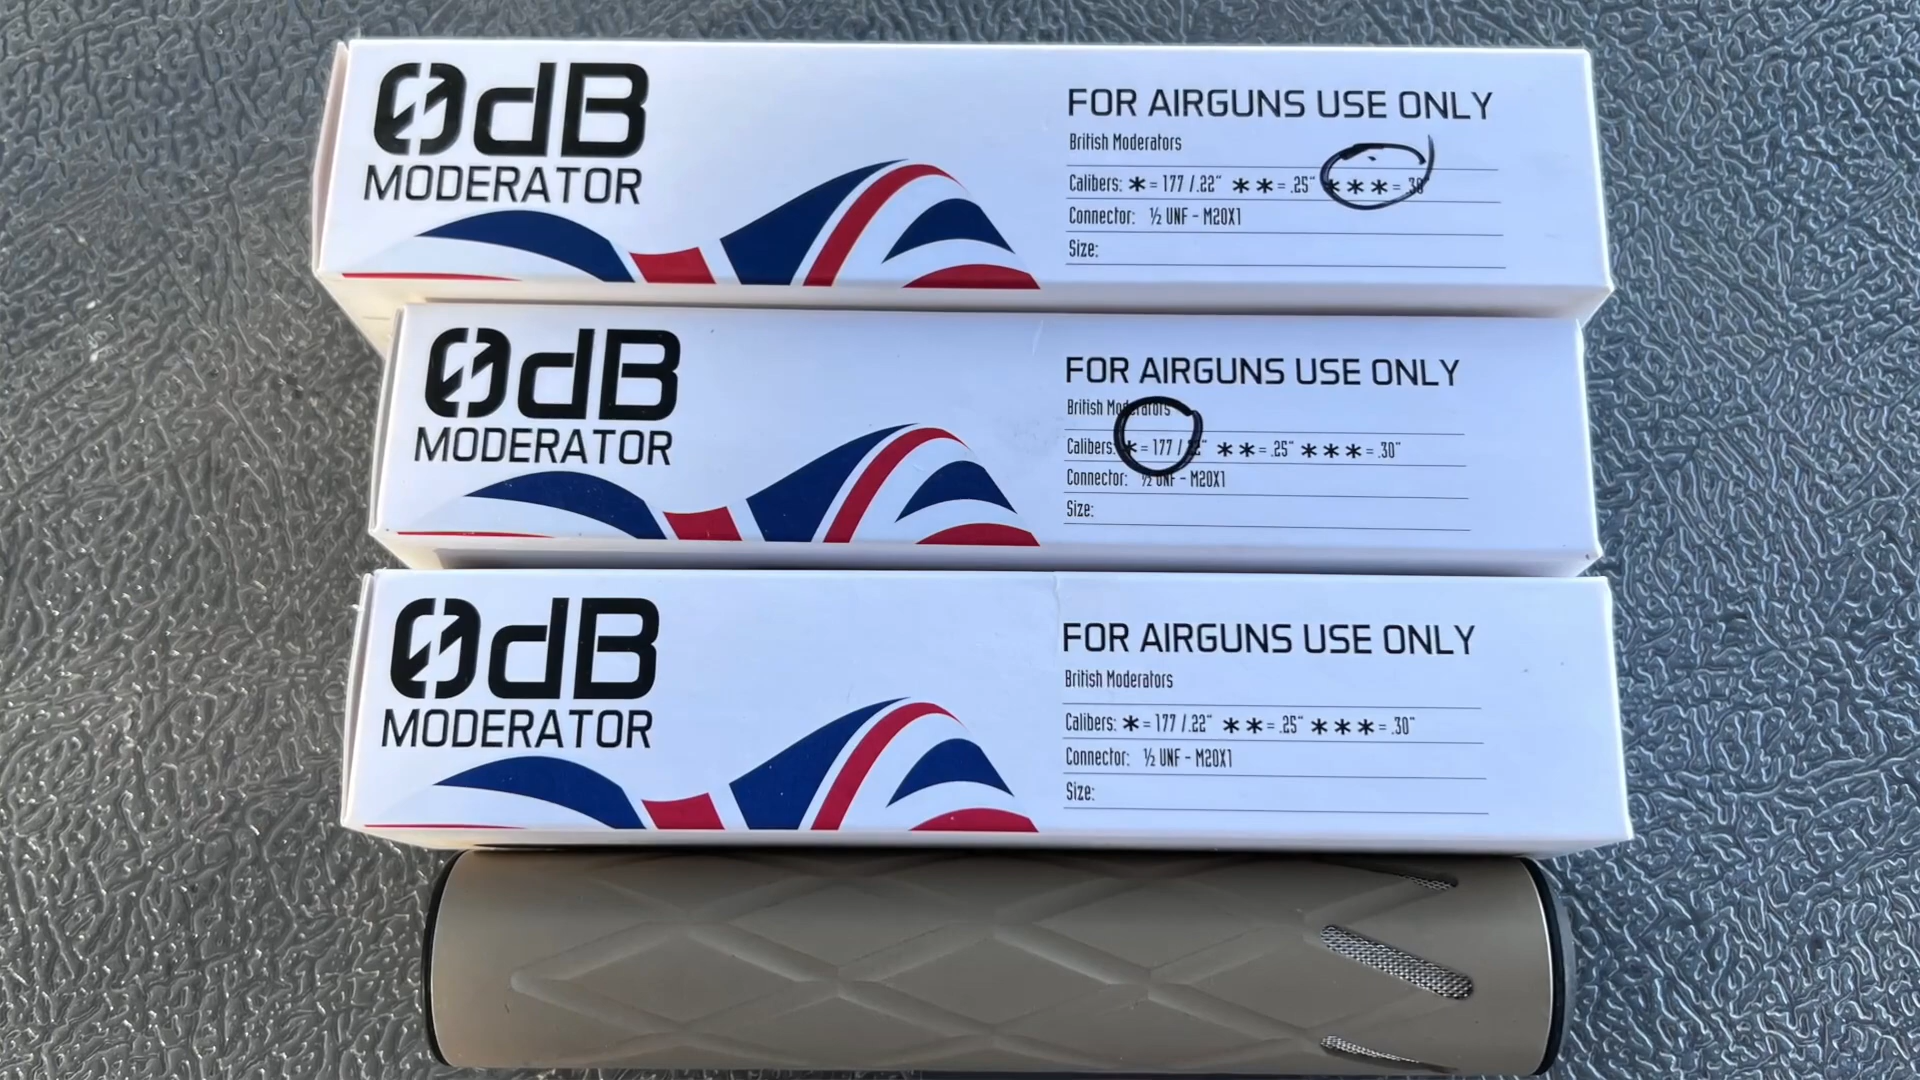 0dB
MODERATOR
FOR AIRGUNS USE ONLY
British Moderators
Calibers: * = 177 /.22" ** = .25" *** = .30"
Connector: ½ UNF - M20X1
Size:
0dB
MODERATOR
FOR AIRGUNS USE ONLY
British Moderators
Calibers: * = 177 /.22" ** = .25" *** = .30"
Connector: ½ UNF - M20X1
Size:
0dB
MODERATOR
FOR AIRGUNS USE ONLY
British Moderators
Calibers: * = 177 /.22" ** = .25" *** = .30"
Connector: ½ UNF - M20X1
Size: